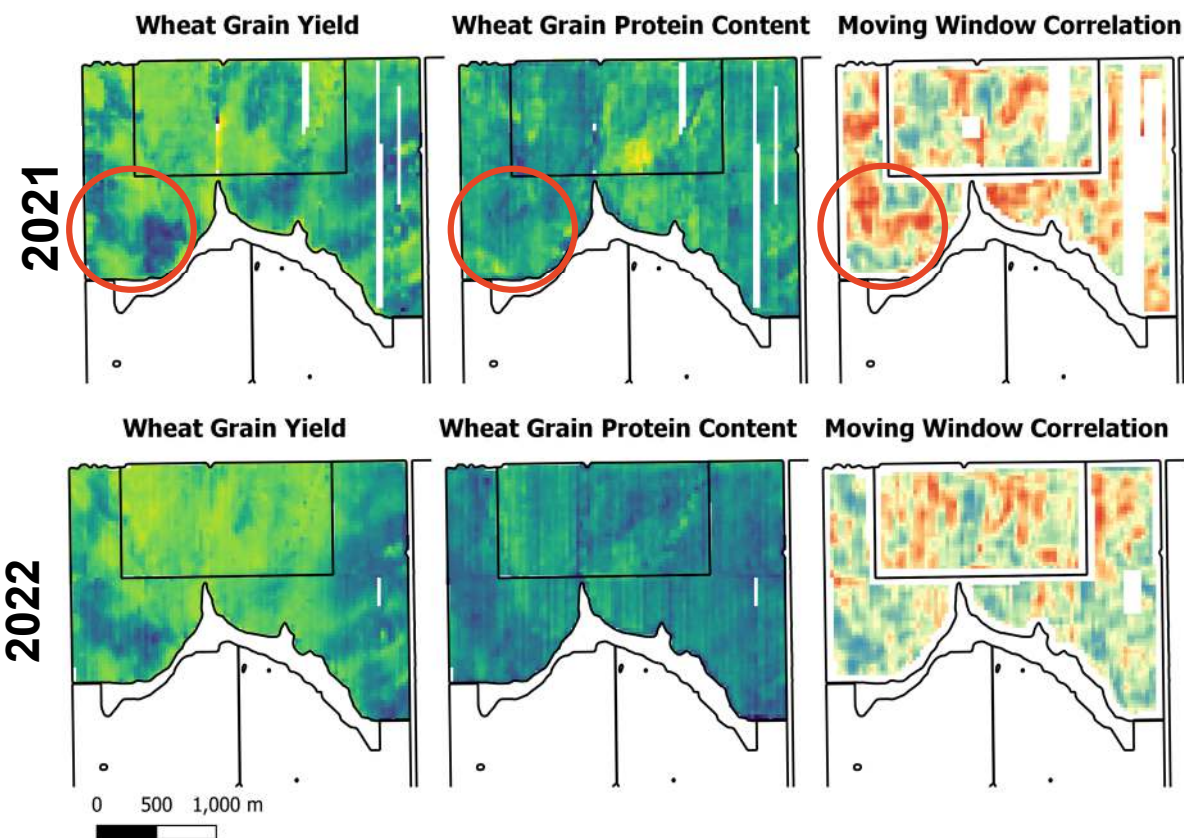 Wheat Grain Yield Wheat Grain Protein Content Moving Window Correlation
2021
Wheat Grain Yield Wheat Grain Protein Content Moving Window Correlation
2022
0 500 1,000 m